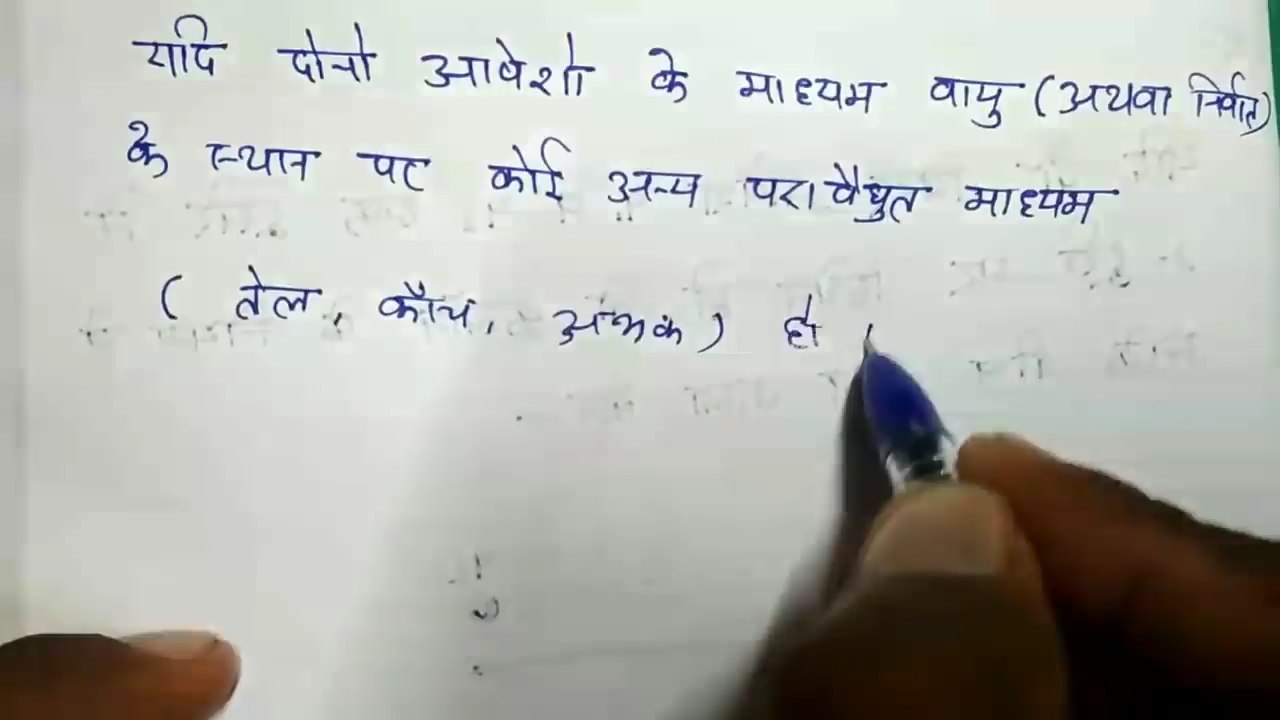 यदि दोनो आवेशो के माध्यम वायु (अथवा निर्वात)
के स्थान पर कोई अन्य परावैधुत माध्यम
( तेल, काँच, अभ्रक) हो